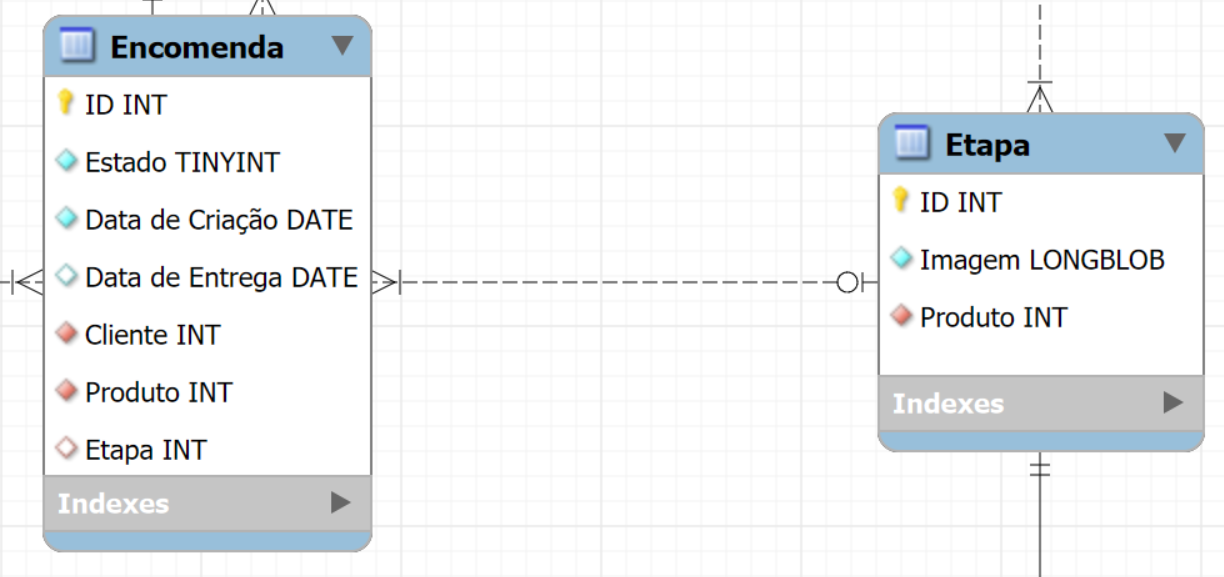 Encomenda
ID INT
Estado TINYINT
Data de Criação DATE
Data de Entrega DATE
Cliente INT
Produto INT
Etapa INT
Indexes
Etapa
ID INT
Imagem LONGBLOB
Produto INT
Indexes